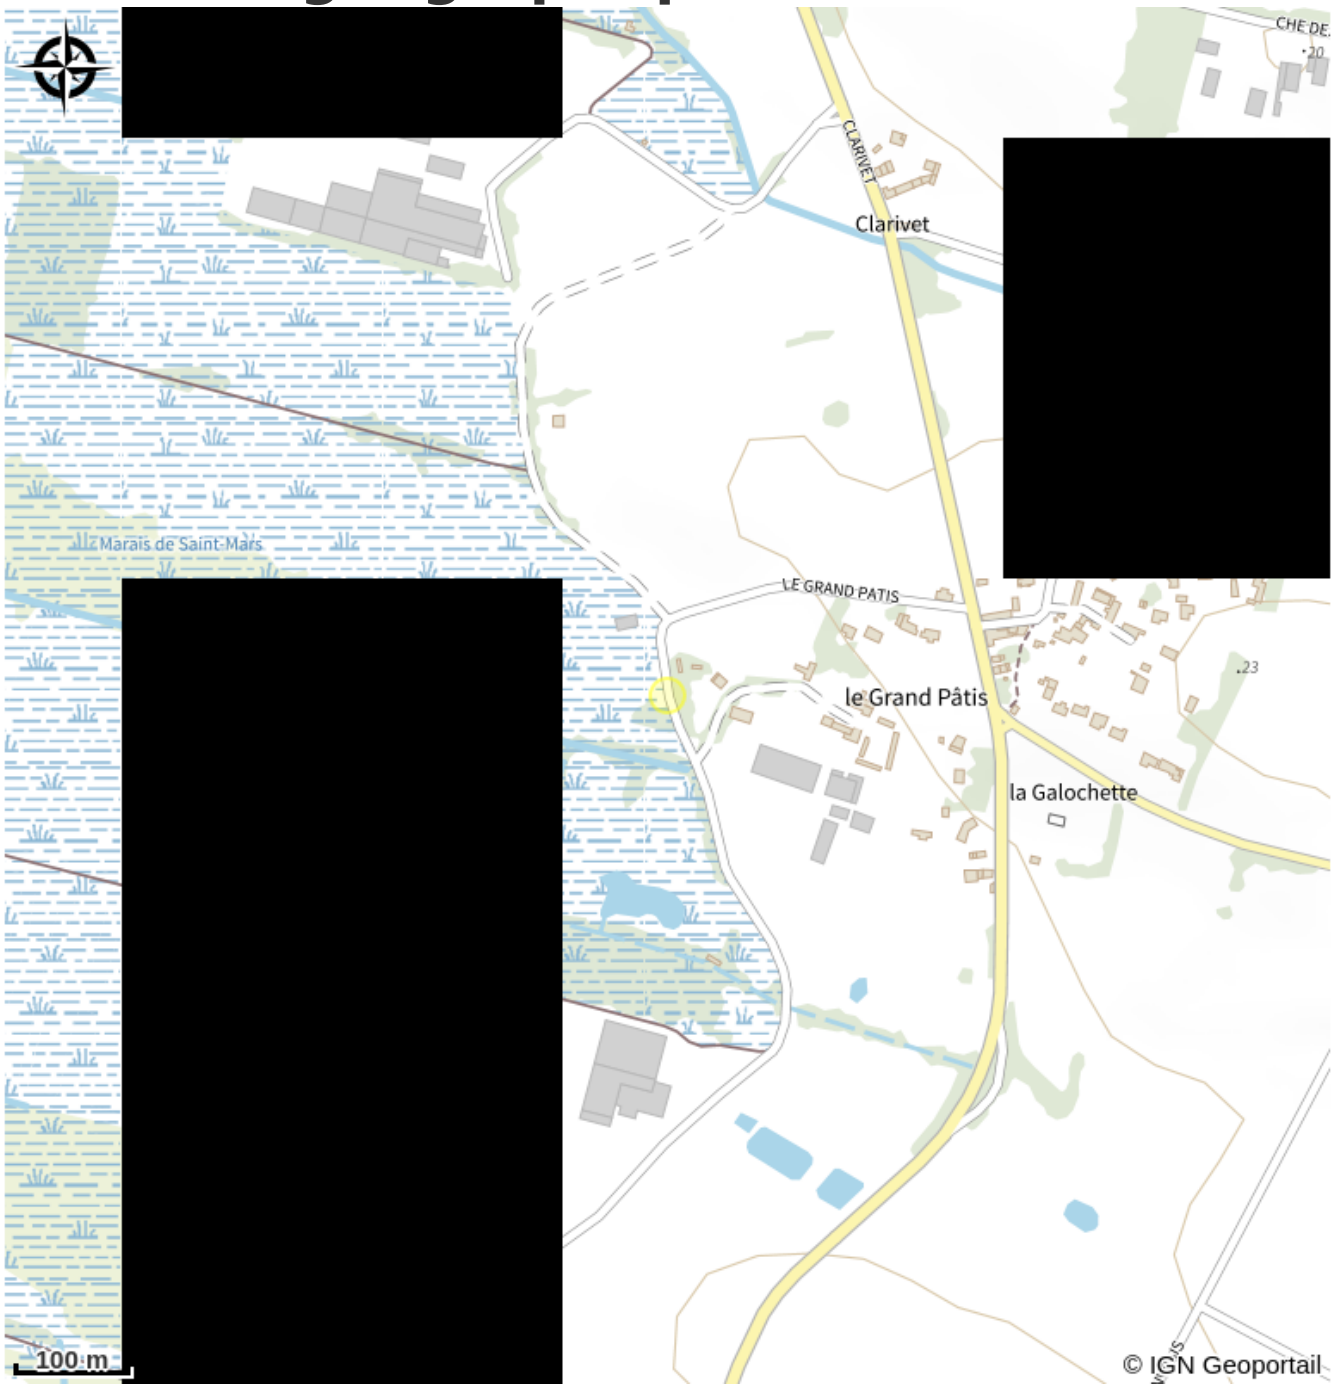 CHE DE
20
CLARIVET
Clarivet
Marais de Saint-Mars
LE GRAND PATIS
23
le Grand Pâtis
la Galochette
100 m
© IGN Geoportail